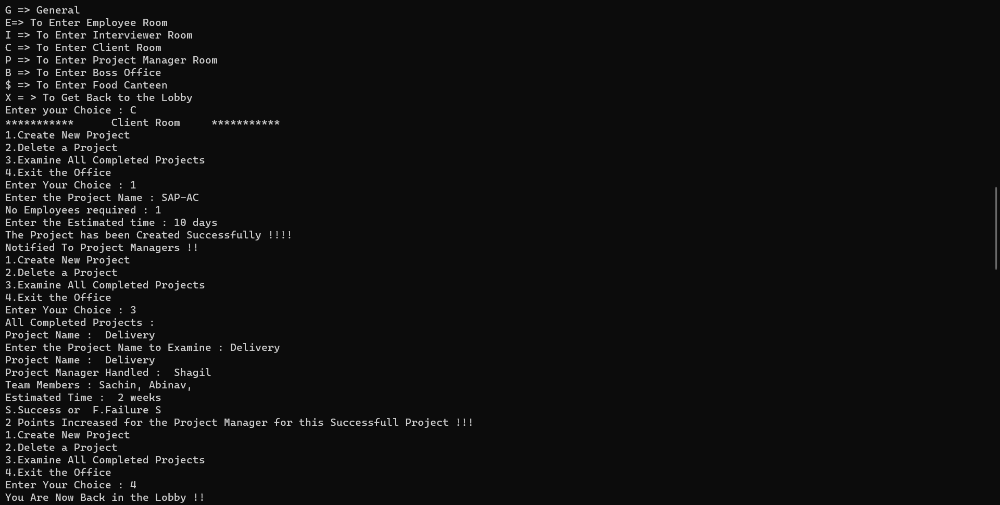 G => General
E=> To Enter Employee Room
I => To Enter Interviewer Room
C => To Enter Client Room
P => To Enter Project Manager Room
B => To Enter Boss Office
$ => To Enter Food Canteen
X = > To Get Back to the Lobby
Enter your Choice : C
***********      Client Room     ***********
1.Create New Project
2.Delete a Project
3.Examine All Completed Projects
4.Exit the Office
Enter Your Choice : 1
Enter the Project Name : SAP-AC
No Employees required : 1
Enter the Estimated time : 10 days
The Project has been Created Successfully !!!!
Notified To Project Managers !!
1.Create New Project
2.Delete a Project
3.Examine All Completed Projects
4.Exit the Office
Enter Your Choice : 3
All Completed Projects :
Project Name :  Delivery
Enter the Project Name to Examine : Delivery
Project Name :  Delivery
Project Manager Handled :  Shagil
Team Members : Sachin, Abinav,
Estimated Time :  2 weeks
S.Success or  F.Failure S
2 Points Increased for the Project Manager for this Successfull Project !!!
1.Create New Project
2.Delete a Project
3.Examine All Completed Projects
4.Exit the Office
Enter Your Choice : 4
You Are Now Back in the Lobby !!